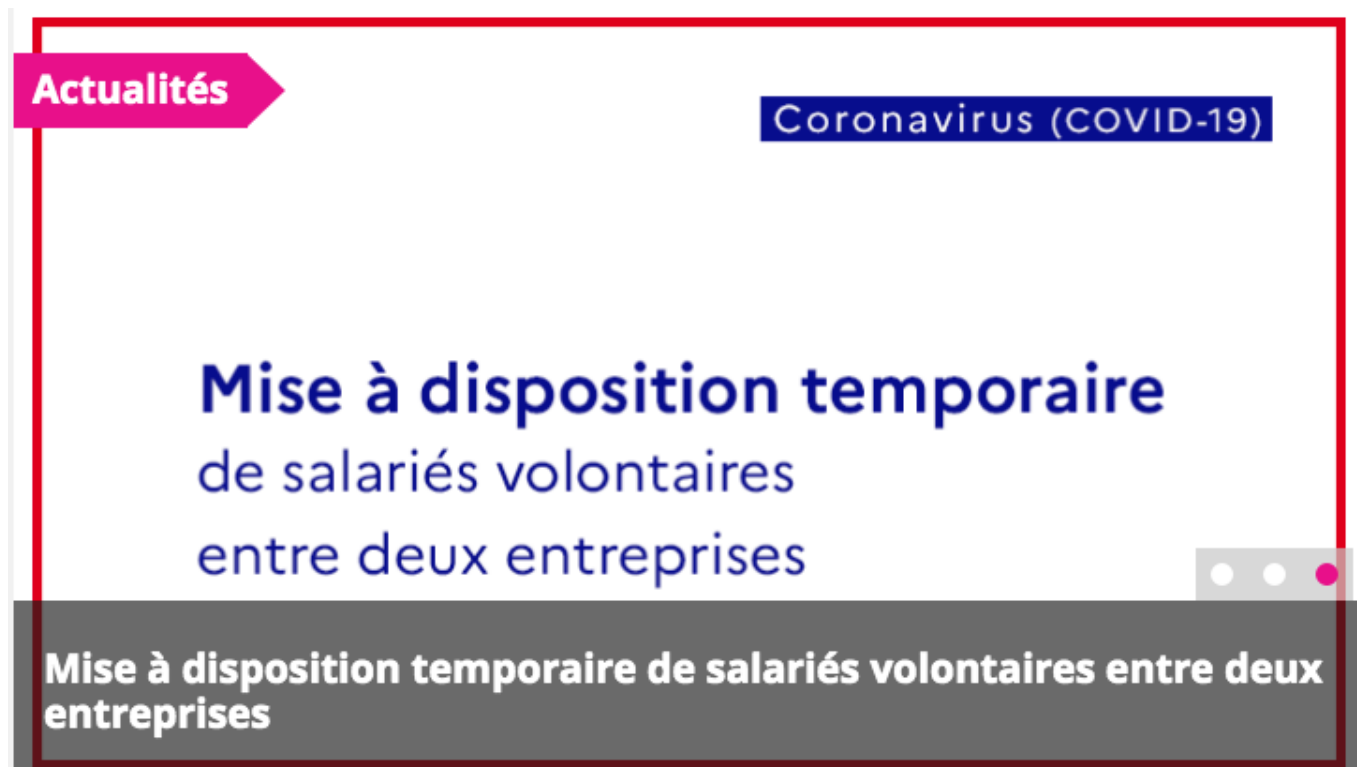 Actualités
Coronavirus (COVID-19)
Mise à disposition temporaire
de salariés volontaires
entre deux entreprises
Mise à disposition temporaire de salariés volontaires entre deux
entreprises